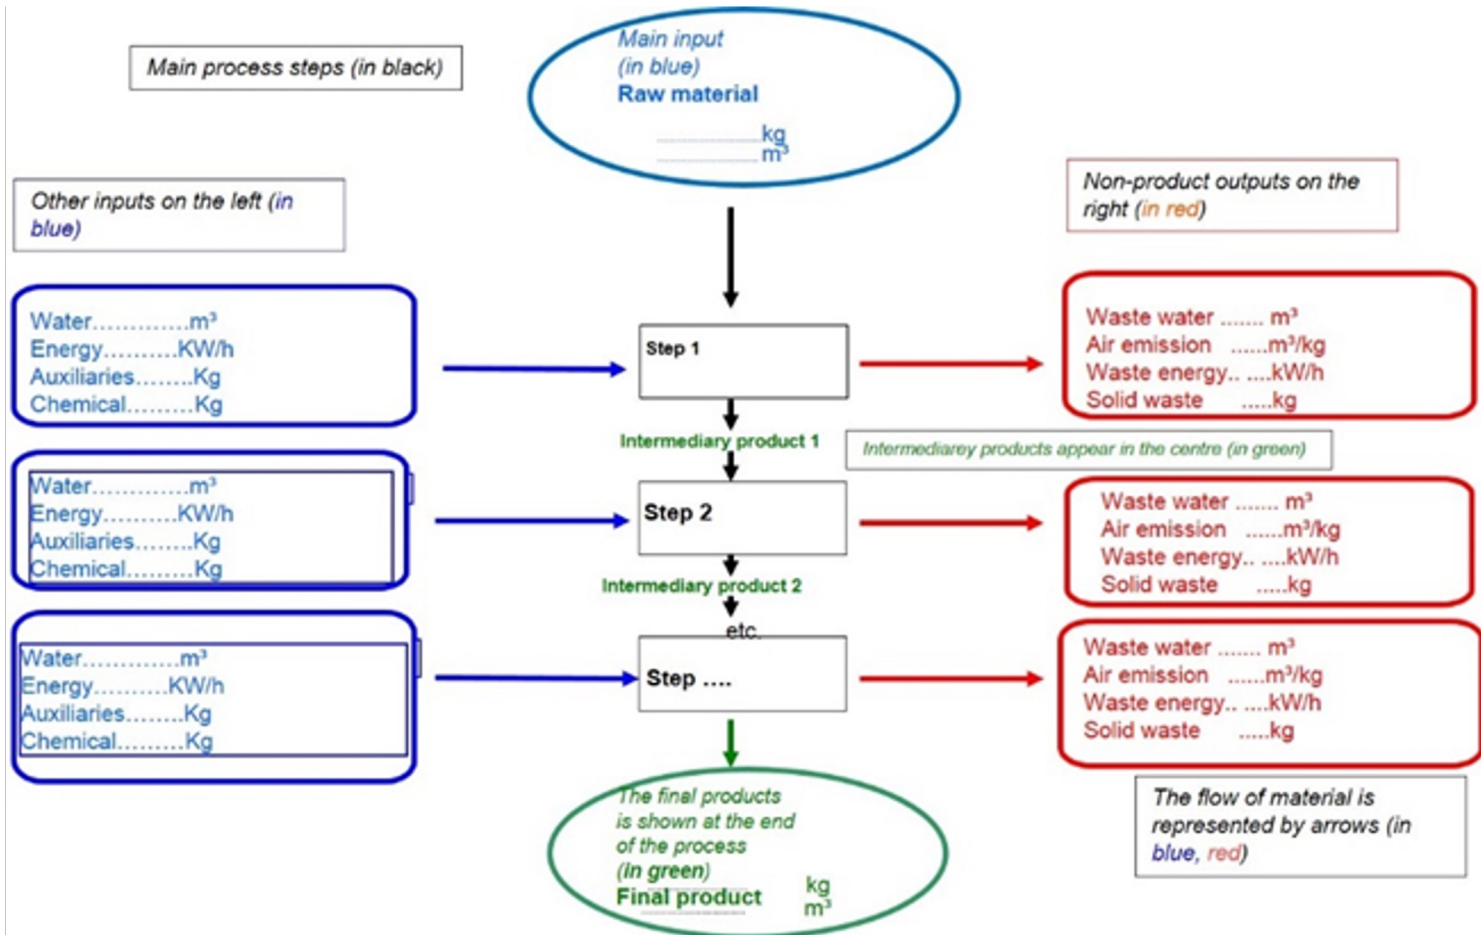 Main input
(in blue)
Raw material
....................kg
....................m³
Main process steps (in black)
Other inputs on the left (in
blue)
Non-product outputs on the
right (in red)
Water.............m³
Energy..........KW/h
Auxiliaries........Kg
Chemical.........Kg
Step 1
Waste water ....... m³
Air emission ......m³/kg
Waste energy.. ....kW/h
Solid waste .....kg
Intermediary product 1
Intermediarey products appear in the centre (in green)
Water.............m³
Energy..........KW/h
Auxiliaries........Kg
Chemical.........Kg
Step 2
Waste water ....... m³
Air emission ......m³/kg
Waste energy.. ....kW/h
Solid waste .....kg
Intermediary product 2
etc.
Water.............m³
Energy..........KW/h
Auxiliaries........Kg
Chemical.........Kg
Step ....
Waste water ....... m³
Air emission ......m³/kg
Waste energy.. ....kW/h
Solid waste .....kg
The final products
is shown at the end
of the process
(in green)
Final product
kg
m³
The flow of material is
represented by arrows (in
blue, red)